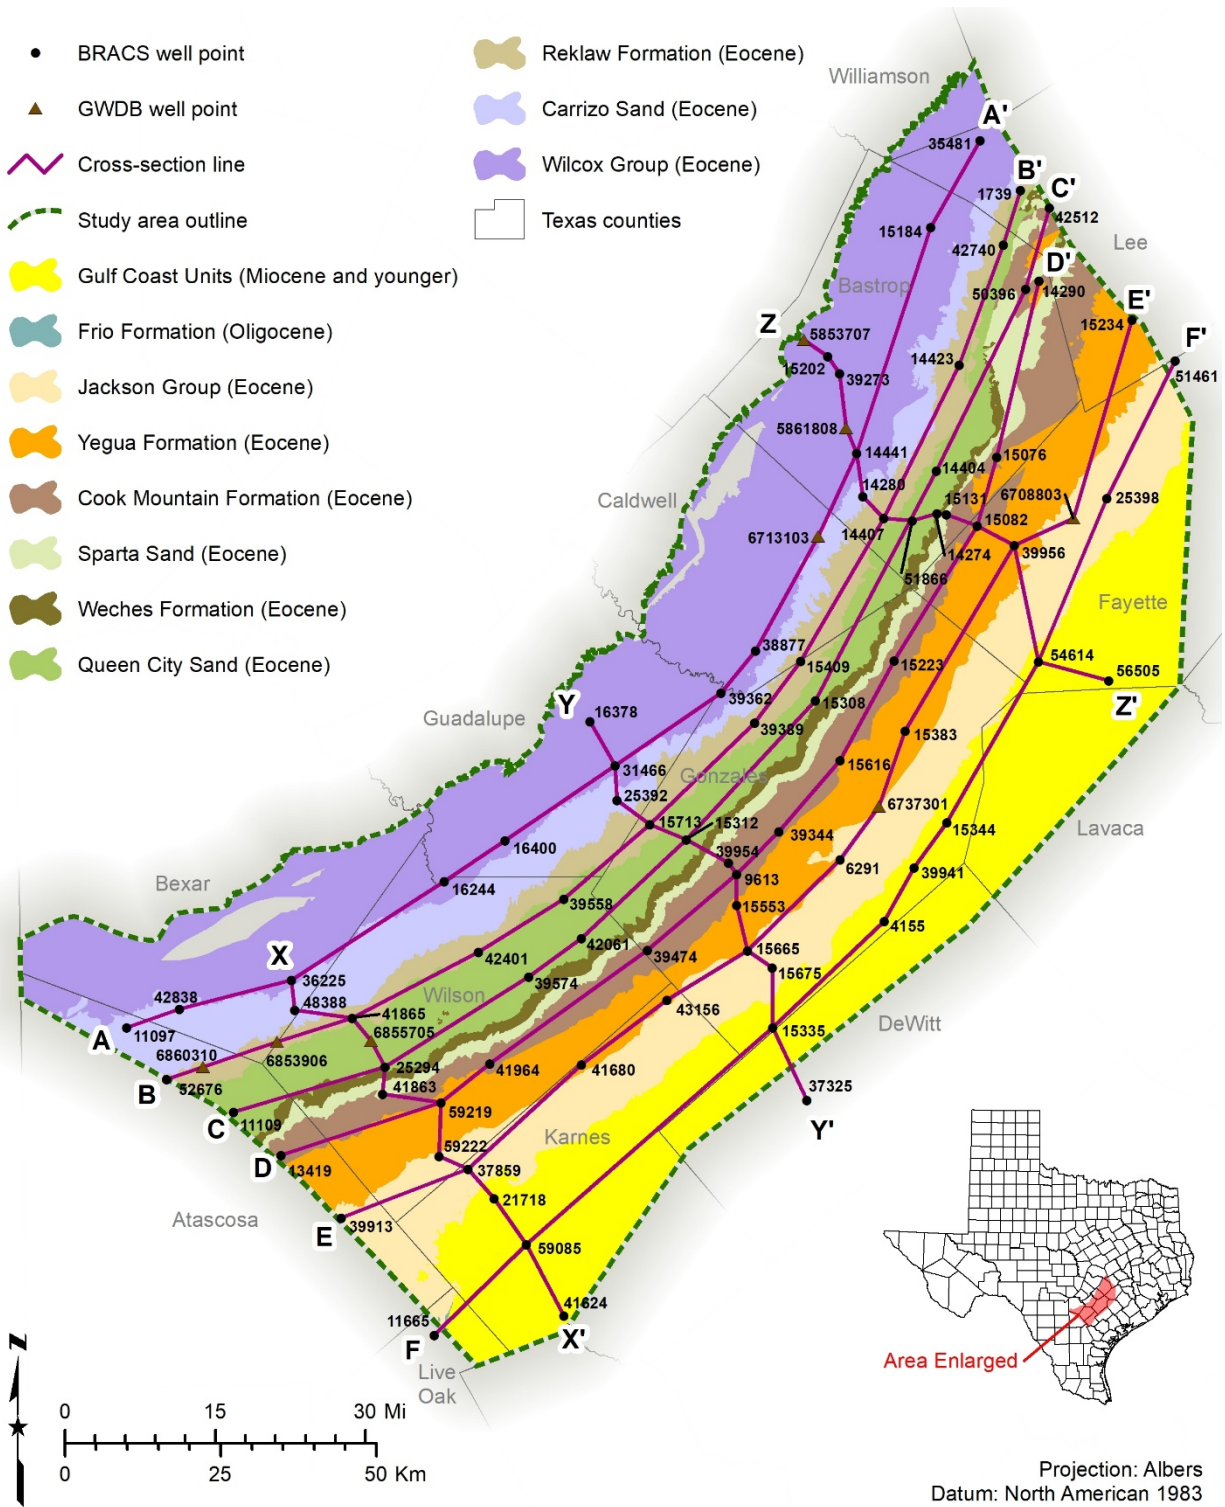 BRACS well point
GWDB well point
Cross-section line
Study area outline
Gulf Coast Units (Miocene and younger)
Frio Formation (Oligocene)
Jackson Group (Eocene)
Yegua Formation (Eocene)
Cook Mountain Formation (Eocene)
Sparta Sand (Eocene)
Weches Formation (Eocene)
Queen City Sand (Eocene)
Reklaw Formation (Eocene)
Carrizo Sand (Eocene)
Wilcox Group (Eocene)
Texas counties
Williamson
A'
35481
B'
1739
C'
42512
15184
42740
Lee
D'
Bastrop
50396
14290
E'
15234
Z
5853707
F'
15202
39273
14423
51461
5861808
14441
14404
15076
14280
6708803
25398
Caldwell
15131
6713103
14407
15082
14274
39956
51866
Fayette
38877
15409
15223
54614
56505
39362
15308
Z'
Y
16378
Guadalupe
39389
15383
31466
Gonzales
15616
25392
6737301
15713
15312
15344
Lavaca
16400
39344
39954
6291
39941
Bexar
16244
9613
39558
15553
4155
42061
X
42401
39474
15665
36225
15675
42838
48388
Wilson
39574
41865
43156
DeWitt
A
11097
6855705
15335
6860310
6853906
25294
41964
41680
B
52676
41863
37325
C
11109
59219
Y'
59222
Karnes
D
13419
37859
21718
Atascosa
E
39913
59085
11665
41624
F
X'
Live
Oak
Area Enlarged
N
0 15 30 Mi
0 25 50 Km
Projection: Albers
Datum: North American 1983